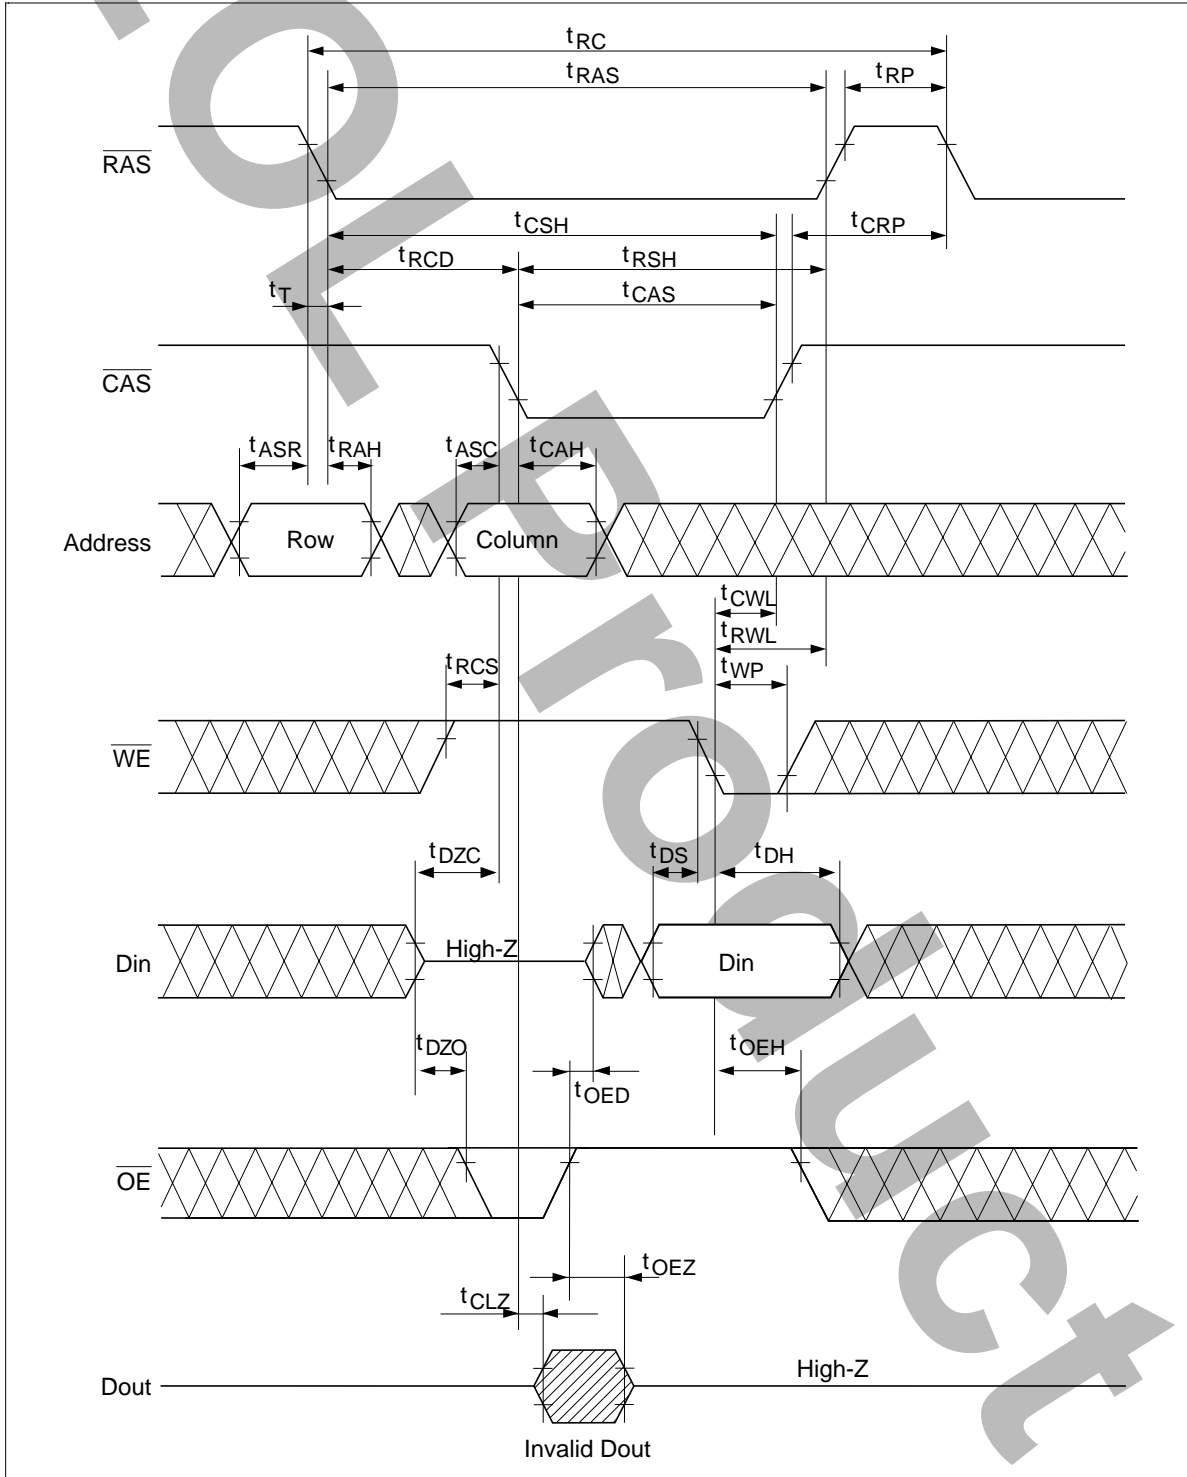 tRC
tRAS
tRP
RAS
tCSH
tCRP
tRCD
tRSH
tT
tCAS
CAS
tASR
tRAH
tASC
tCAH
Address
Row
Column
tCWL
tRWL
tRCS
tWP
WE
tDZC
tDS
tDH
Din
High-Z
Din
tDZO
tOEH
tOED
OE
tOEZ
tCLZ
Dout
High-Z
Invalid Dout
OL Product